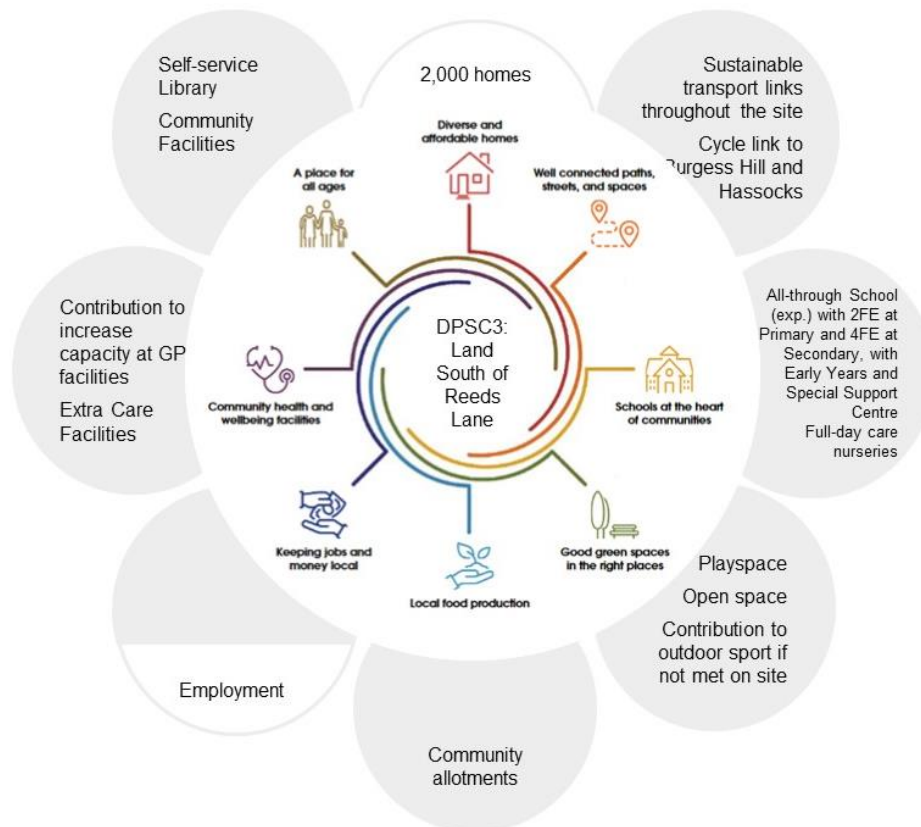 2,000 homes
Diverse and
affordable homes
Sustainable
transport links
throughout the site
Cycle link to
Burgess Hill and
Hassocks
Well connected paths,
streets, and spaces
All-through School
(exp.) with 2FE at
Primary and 4FE at
Secondary, with
Early Years and
Special Support
Centre
Full-day care
nurseries
Schools at the heart
of communities
Playspace
Open space
Contribution to
outdoor sport if
not met on site
Good green spaces
in the right places
Community
allotments
Local food production
Employment
Keeping jobs and
money local
Contribution to
increase
capacity at GP
facilities
Extra Care
Facilities
Community health and
wellbeing facilities
Self-service
Library
Community
Facilities
A place for
all ages
DPSC3:
Land
South of
Reeds
Lane